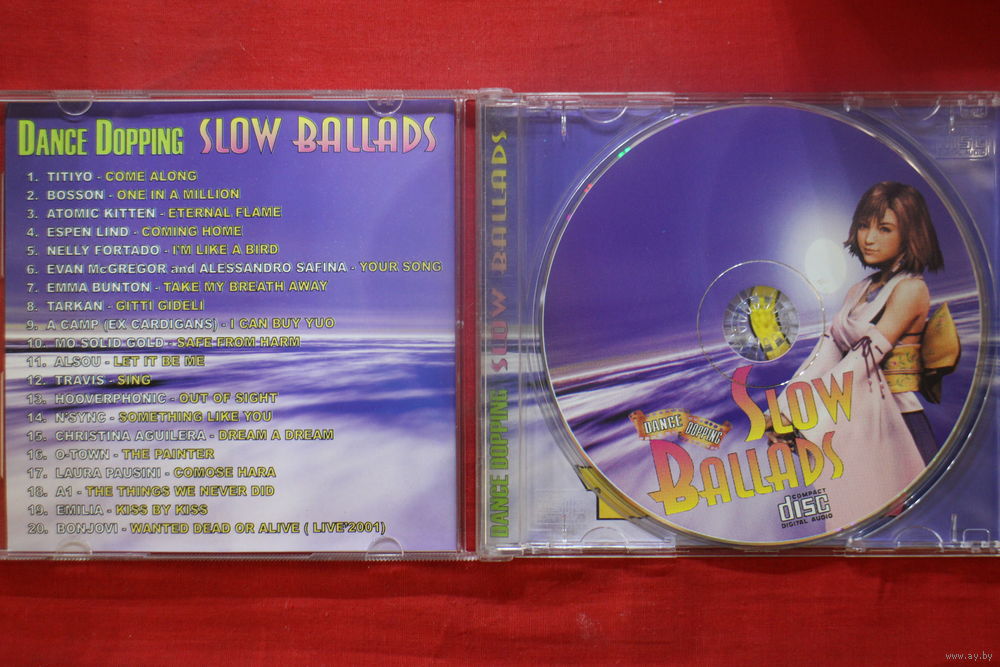 DANCE DOPPING SLOW BALLADS
1. TITIYO - COME ALONG
2. BOSSON - ONE IN A MILLION
3. ATOMIC KITTEN - ETERNAL FLAME
4. ESPEN LIND - COMING HOME
5. NELLY FORTADO - I'M LIKE A BIRD
6. EVAN McGREGOR and ALESSANDRO SAFINA - YOUR SONG
7. EMMA BUNTON - TAKE MY BREATH AWAY
8. TARKAN - GITTI GIDELI
9. A CAMP (EX CARDIGANS) - I CAN BUY YUO
10. MO SOLID GOLD - SAFE FROM HARM
11. ALSOU - LET IT BE ME
12. TRAVIS - SING
13. HOOVERPHONIC - OUT OF SIGHT
14. N'SYNC - SOMETHING LIKE YOU
15. CHRISTINA AGUILERA - DREAM A DREAM
16. O-TOWN - THE PAINTER
17. LAURA PAUSINI - COMOSE HARA
18. A1 - THE THINGS WE NEVER DID
19. EMILIA - KISS BY KISS
20. BONJOVI - WANTED DEAD OR ALIVE ( LIVE'2001)
DANCE DOPPING SLOW BALLADS
DANCE DOPPING
SLOW
BALLADS
COMPACT
disc
DIGITAL AUDIO
www.ay.by